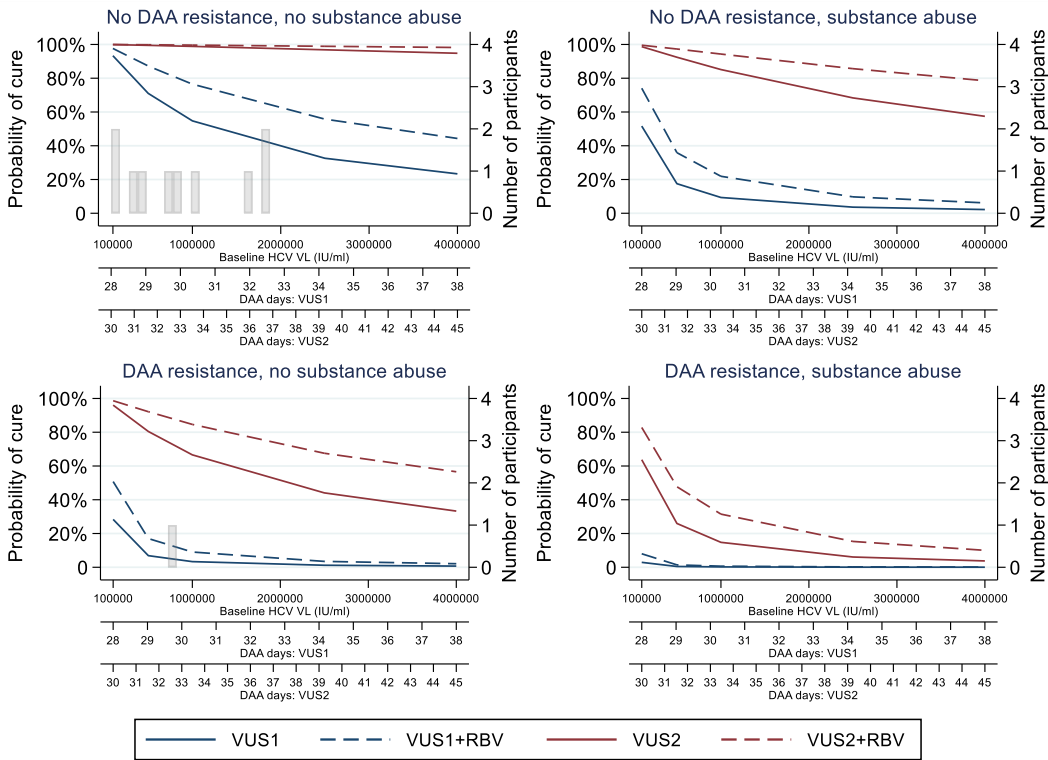 No DAA resistance, no substance abuse
Probability of cure
100%
80%
60%
40%
20%
0
4
3
2
1
0
Number of participants
100000 1000000 2000000 3000000 4000000
Baseline HCV VL (IU/ml)
28 29 30 31 32 33 34 35 36 37 38
DAA days: VUS1
30 31 32 33 34 35 36 37 38 39 40 41 42 43 44 45
DAA days: VUS2
No DAA resistance, substance abuse
Probability of cure
100%
80%
60%
40%
20%
0
4
3
2
1
0
Number of participants
100000 1000000 2000000 3000000 4000000
Baseline HCV VL (IU/ml)
28 29 30 31 32 33 34 35 36 37 38
DAA days: VUS1
30 31 32 33 34 35 36 37 38 39 40 41 42 43 44 45
DAA days: VUS2
DAA resistance, no substance abuse
Probability of cure
100%
80%
60%
40%
20%
0
4
3
2
1
0
Number of participants
100000 1000000 2000000 3000000 4000000
Baseline HCV VL (IU/ml)
28 29 30 31 32 33 34 35 36 37 38
DAA days: VUS1
30 31 32 33 34 35 36 37 38 39 40 41 42 43 44 45
DAA days: VUS2
DAA resistance, substance abuse
Probability of cure
100%
80%
60%
40%
20%
0
4
3
2
1
0
Number of participants
100000 1000000 2000000 3000000 4000000
Baseline HCV VL (IU/ml)
28 29 30 31 32 33 34 35 36 37 38
DAA days: VUS1
30 31 32 33 34 35 36 37 38 39 40 41 42 43 44 45
DAA days: VUS2
VUS1 VUS1+RBV VUS2 VUS2+RBV